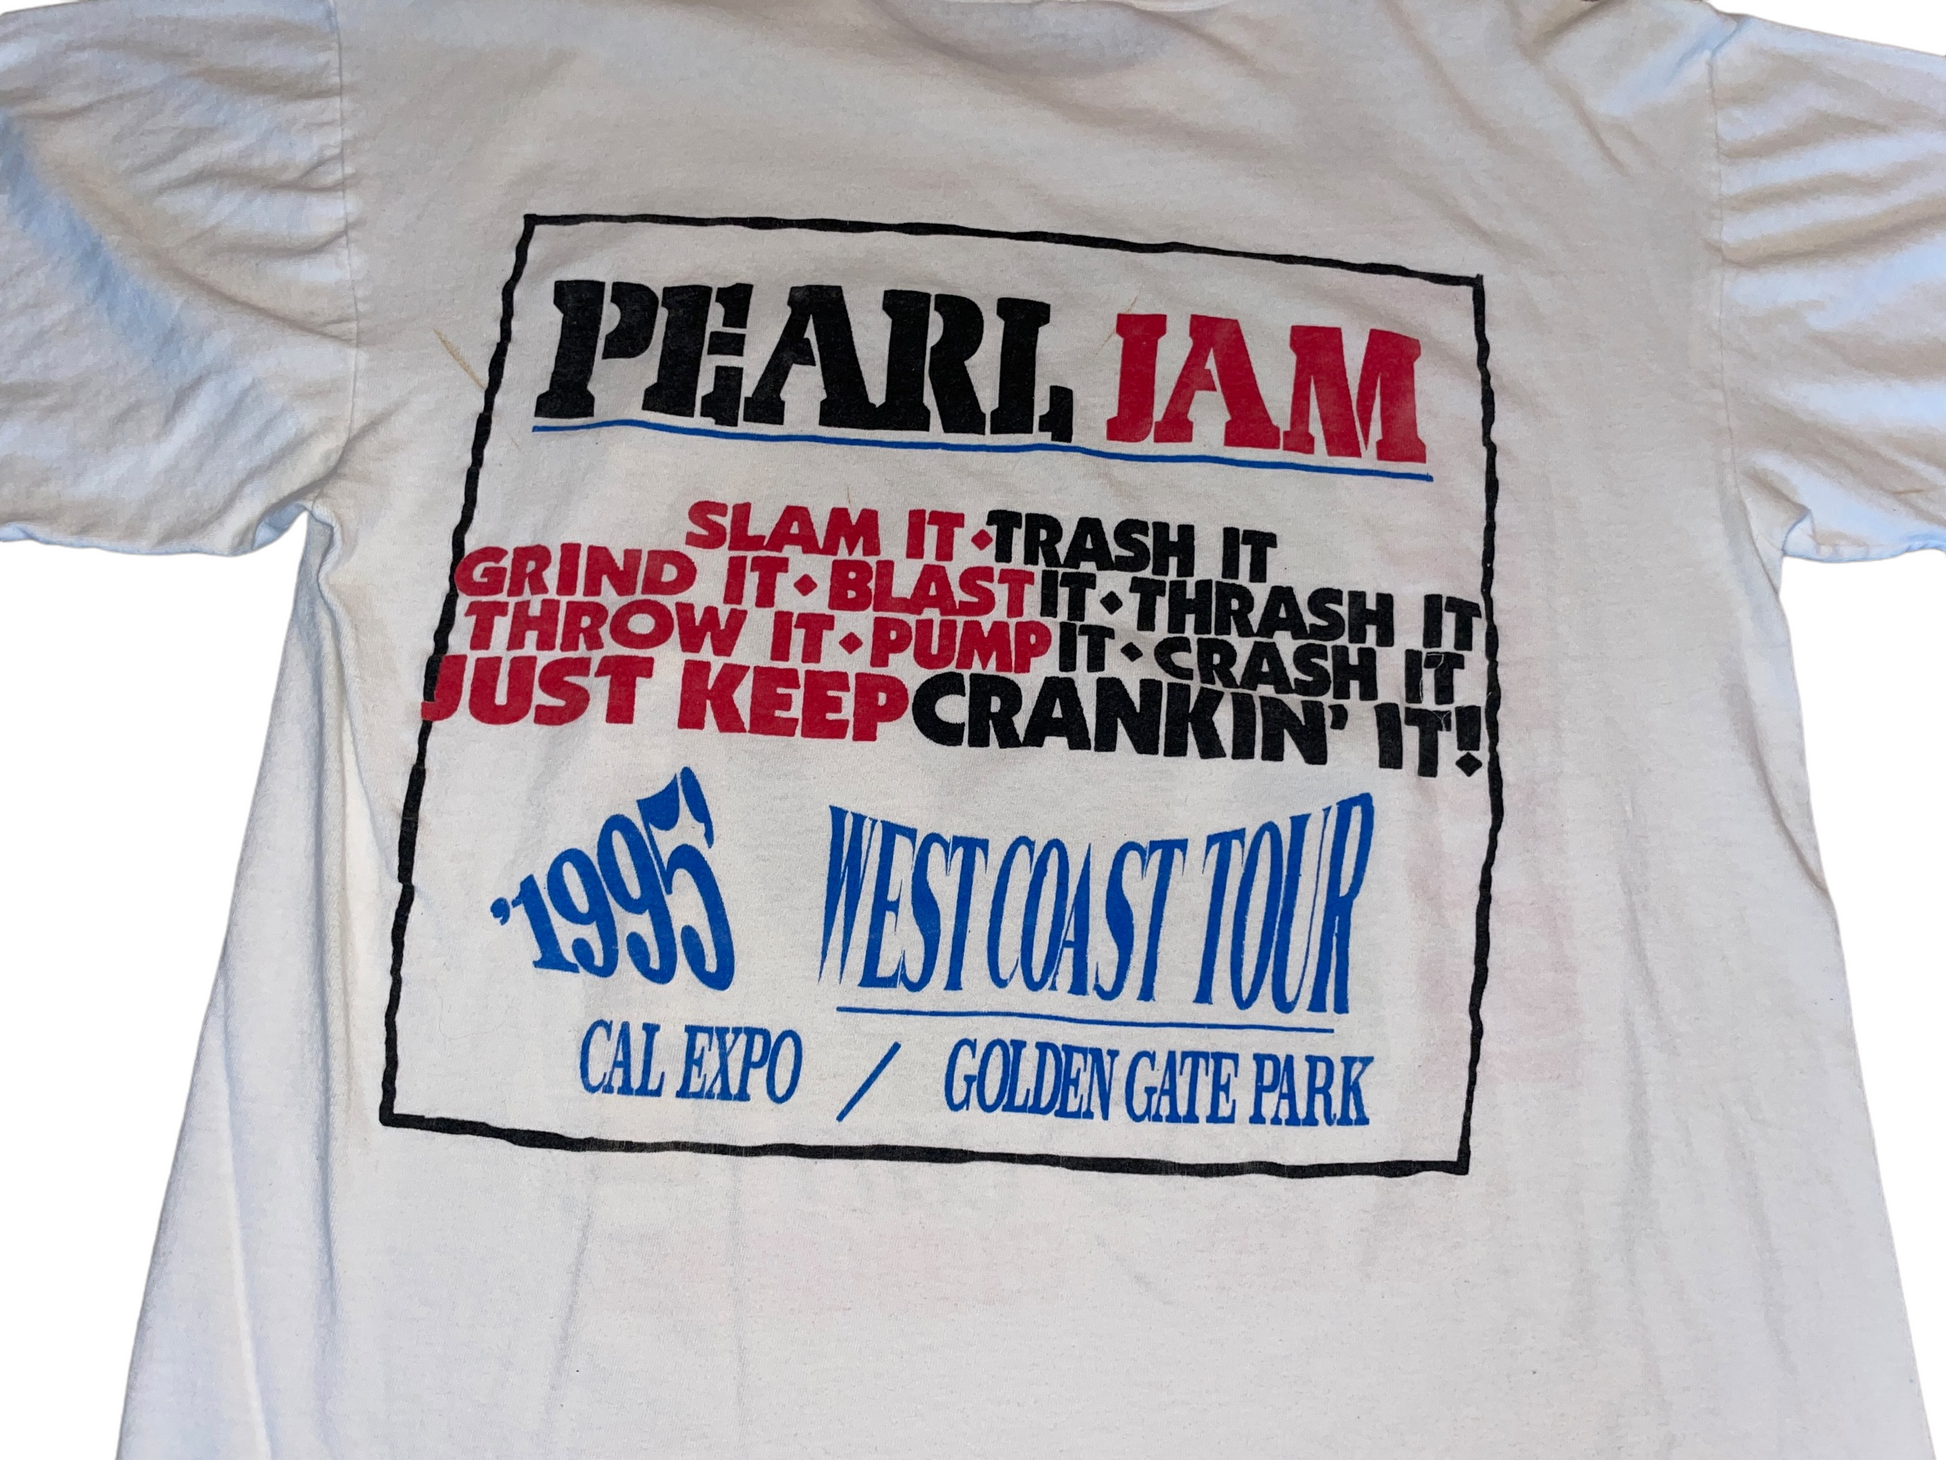 PEARL JAM
SLAM IT • TRASH IT
GRIND IT • BLAST IT • THRASH IT
THROW IT • PUMP IT • CRASH IT
JUST KEEP CRANKIN' IT!
'1995' WEST COAST TOUR
CAL EXPO / GOLDEN GATE PARK